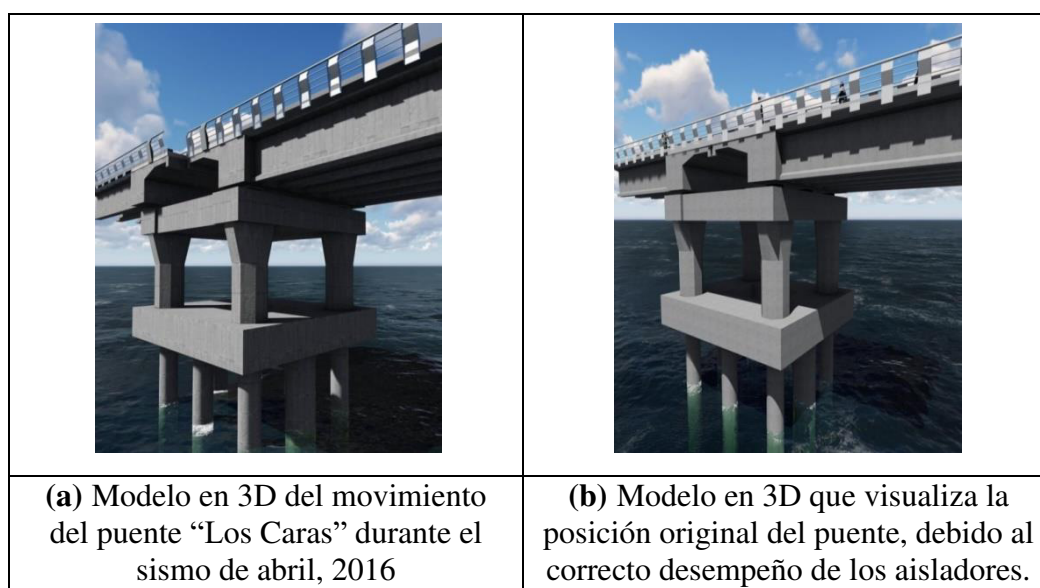 (a) Modelo en 3D del movimiento
del puente “Los Caras” durante el
sismo de abril, 2016
(b) Modelo en 3D que visualiza la
posición original del puente, debido al
correcto desempeño de los aisladores.